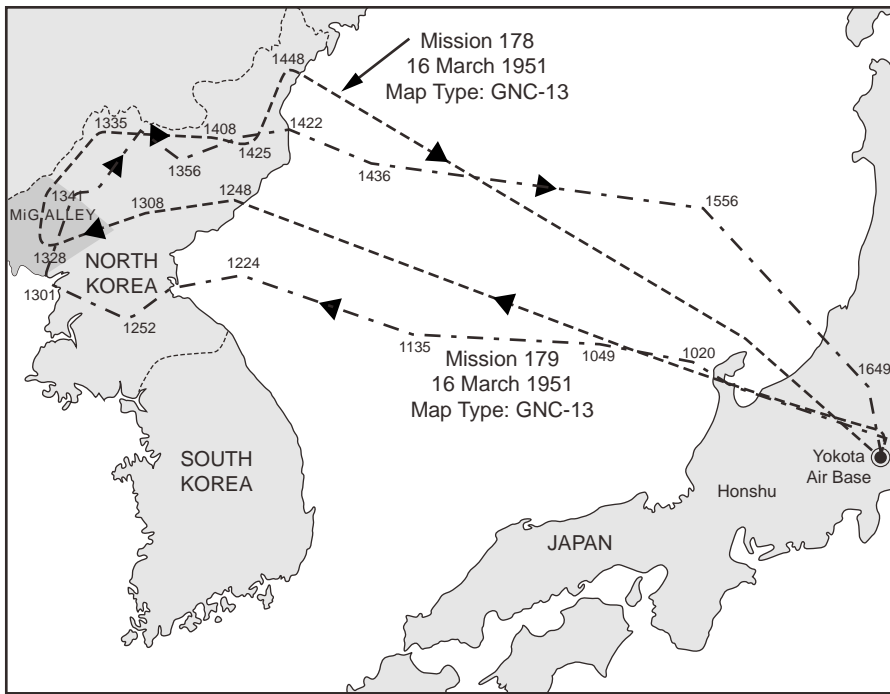 Mission 178
16 March 1951
Map Type: GNC-13
1448
1335
1408
1422
1425
1356
1436
1341
MiG ALLEY
1308
1248
1556
1328
NORTH
KOREA
1301
1224
1252
1135
1049
1020
Mission 179
16 March 1951
Map Type: GNC-13
1649
SOUTH
KOREA
Yokota
Air Base
Honshu
JAPAN